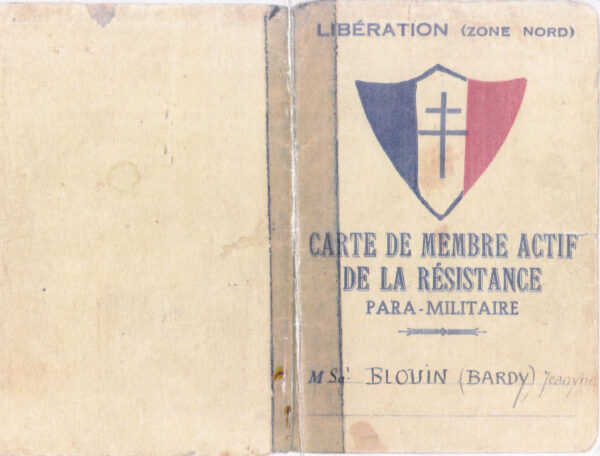 LIBÉRATION (ZONE NORD)
CARTE DE MEMBRE ACTIF
DE LA RÉSISTANCE
PARA-MILITAIRE
M BLOUIN (BARDY)